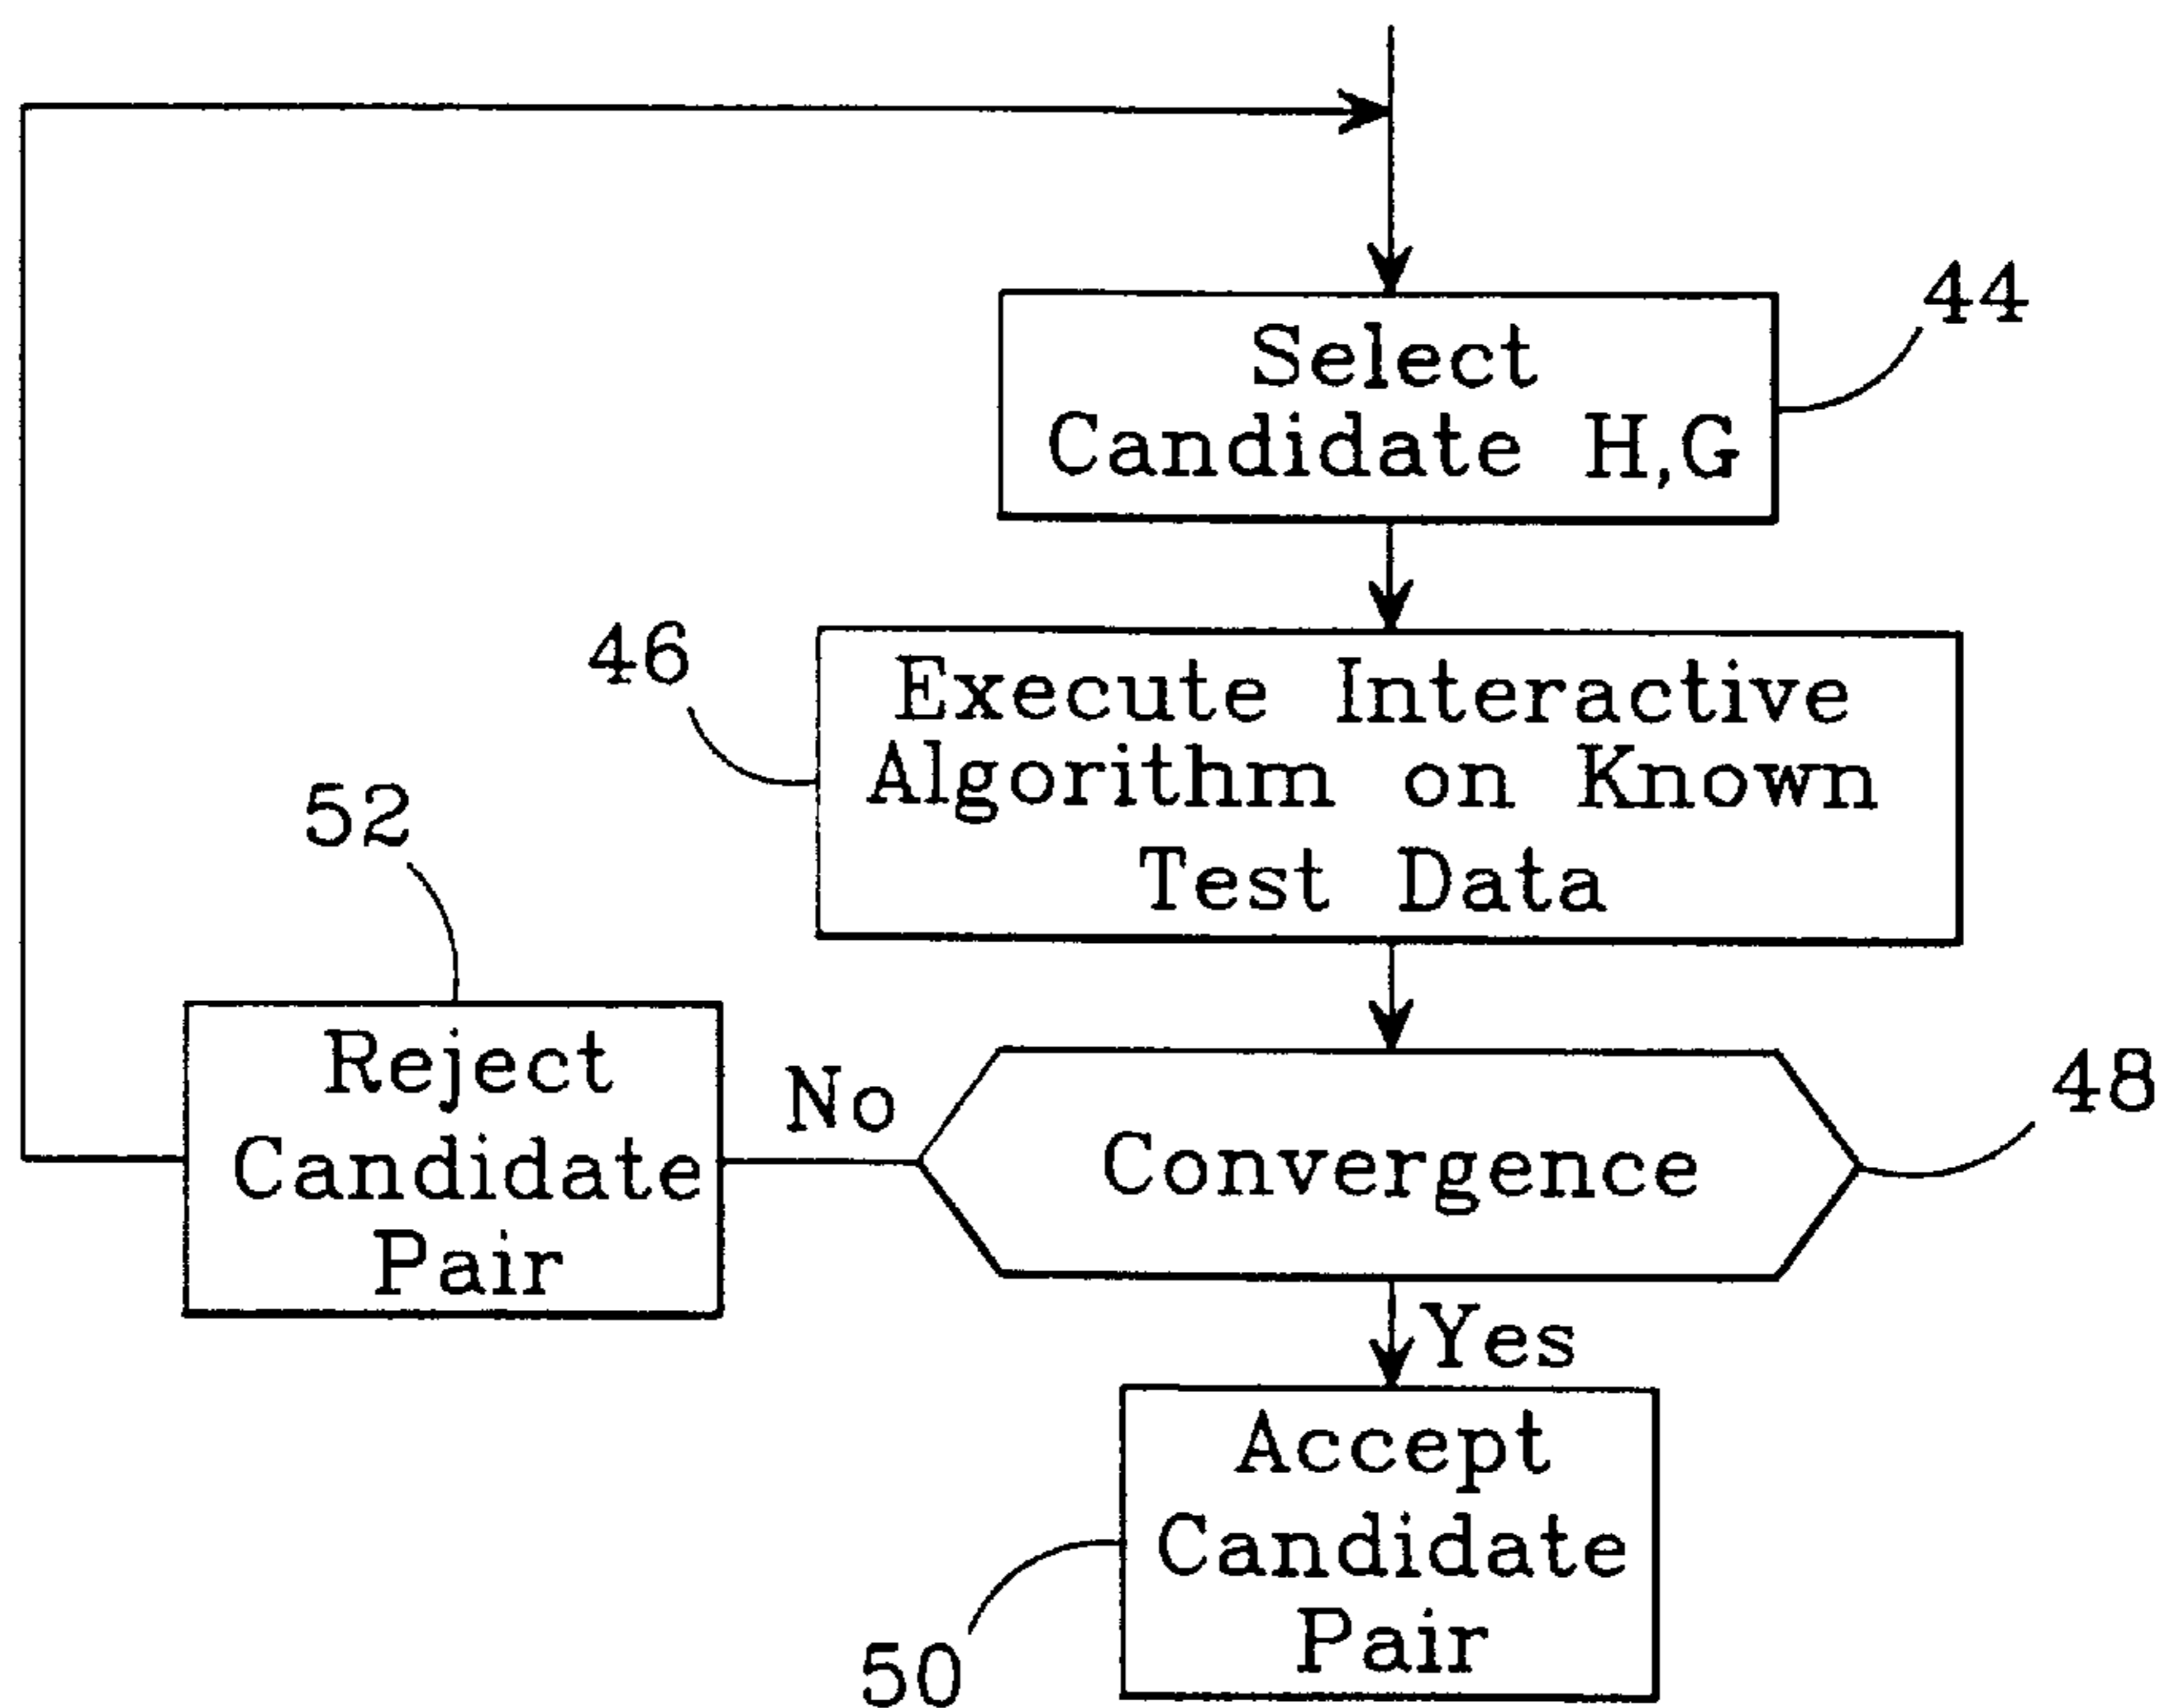 44
Select
Candidate H,G
46
Execute Interactive
Algorithm on Known
Test Data
52
Reject
Candidate
Pair
No
Convergence
48
Yes
Accept
Candidate
Pair
50